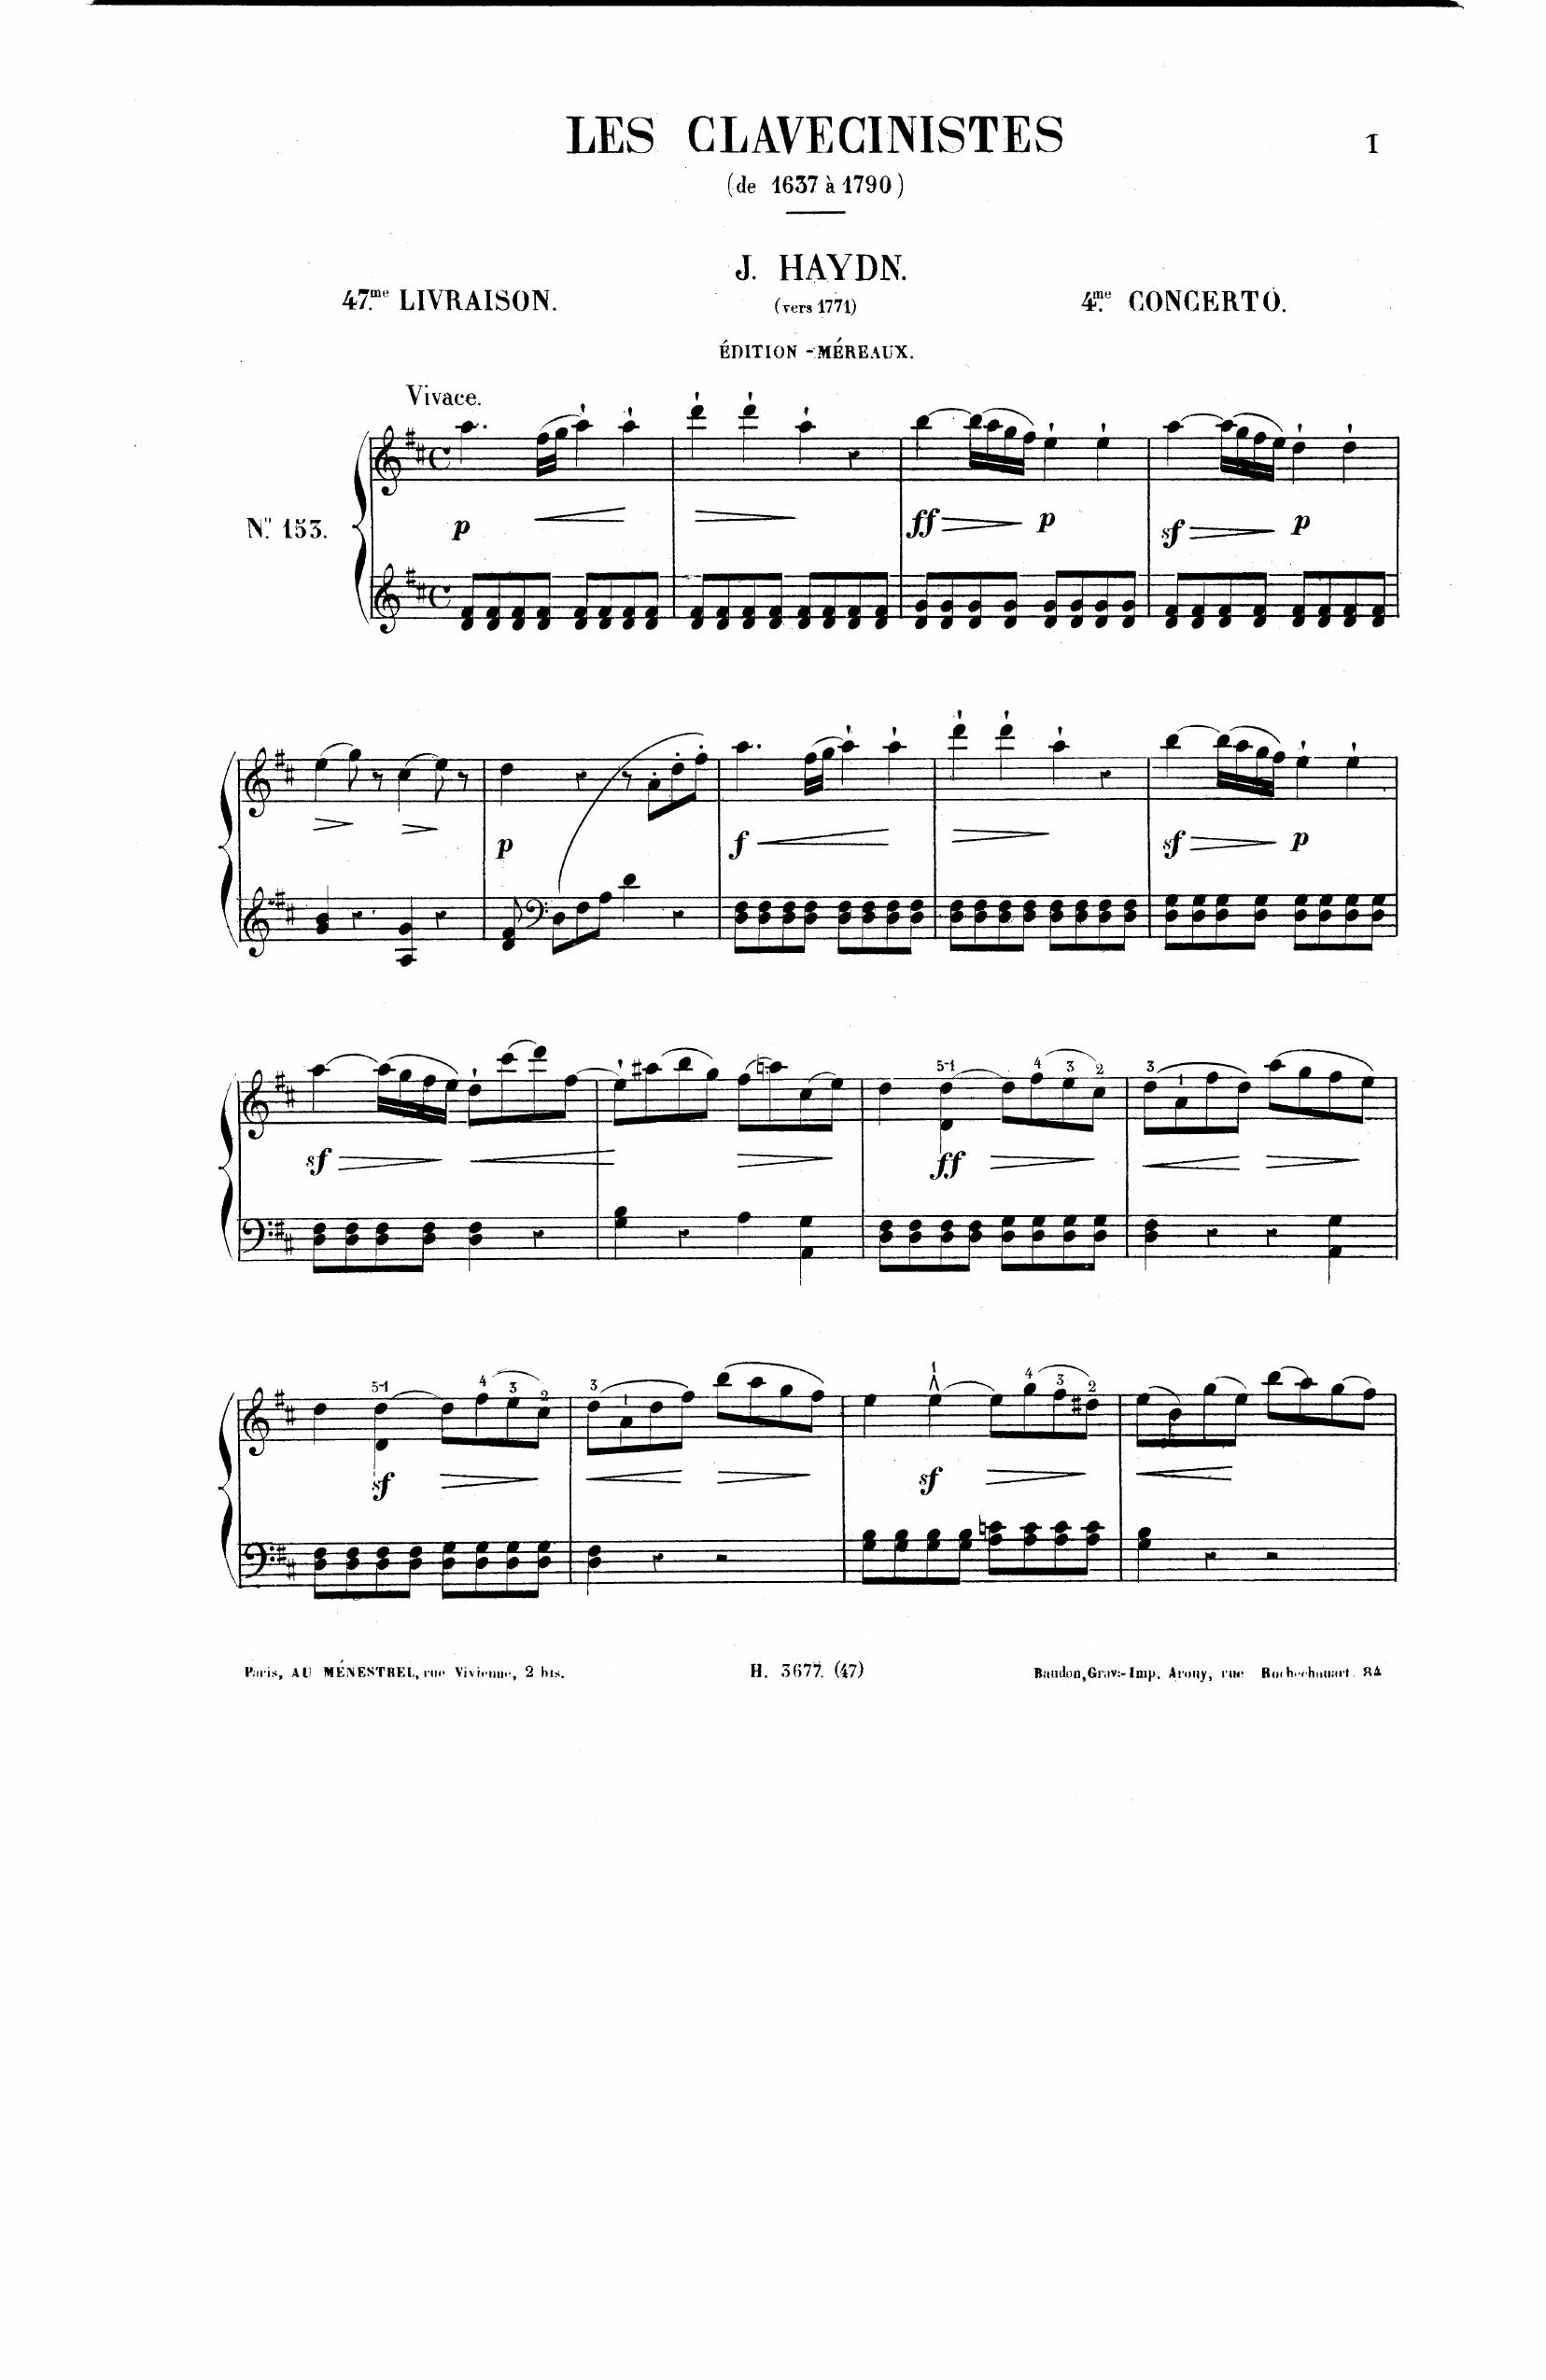 LES CLAVECINISTES
I
(de 1637 à 1790)
J. HAYDN.
47.me LIVRAISON.
(vers 1771)
4.me CONCERTO.
ÉDITION - MÉREAUX.
Vivace.
No. 153.
p
ff p sf p
p f sf p
5-1 4 3 2 3 1
sf ff
5-1 4 3 2 3 1 1 4 3 2
sf sf
Paris, AU MÉNESTREL, rue Vivienne, 2 bis.
H. 3677. (47)
Baudon, Grav:- Imp. Arouy, rue Rochechouart. 84